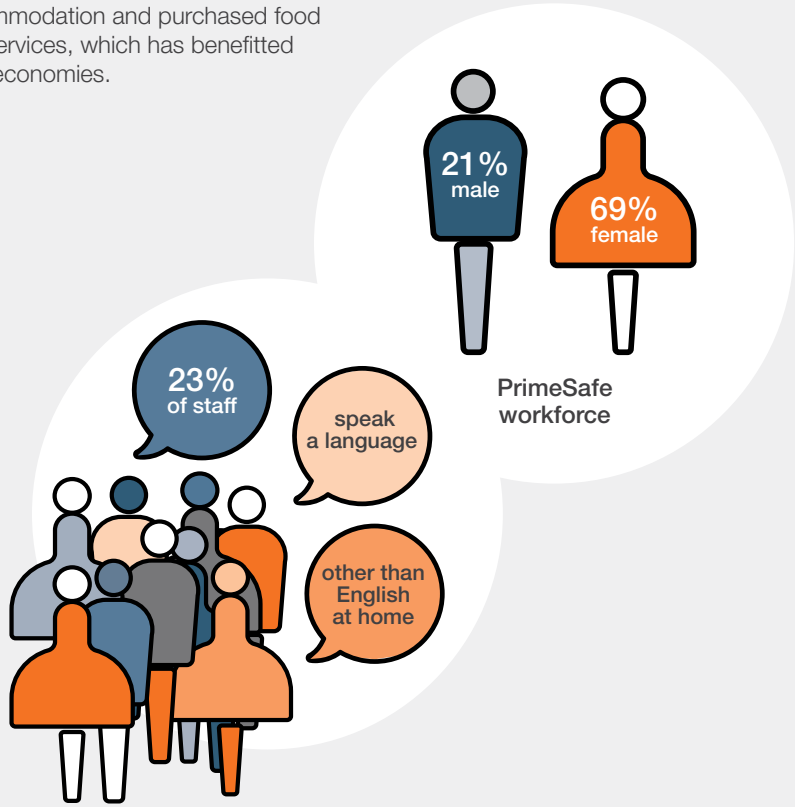 mmodation and purchased food
ervices, which has benefitted
economies.
21%
male
69%
female
PrimeSafe
workforce
23%
of staff
speak
a language
other than
English
at home